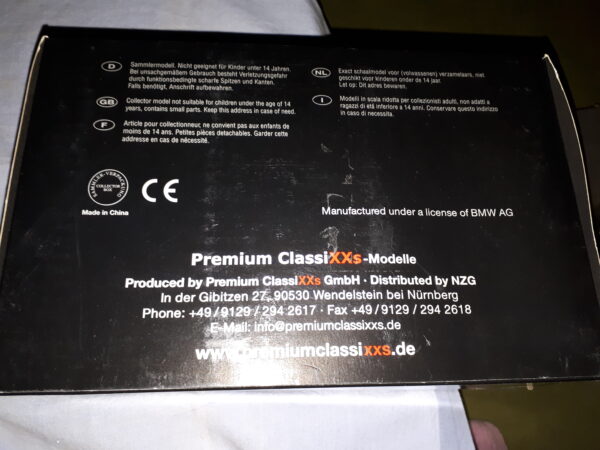 D
Sammlermodell. Nicht geeignet für Kinder unter 14 Jahren.
Bei unsachgemäßem Gebrauch besteht Verletzungsgefahr
durch funktionsbedingte scharfe Spitzen und Kanten.
Falls benötigt, Anschrift aufbewahren.
GB
Collector model not suitable for children under the age of 14
years, contains small parts. Keep this address in case of need.
F
Article pour collectionneur, ne convient pas aux enfants de
moins de 14 ans. Petites pièces detachables. Garder cette
addresse en cas de nécessité.
NL
Exact schaalmodel voor (volwassenen) verzamelaars, niet
geschikt voor kinderen onder de 14 jaar.
Let op: Dit adres bewaren.
I
Modelli in scala ridotta per collezionisti adulti, non adatti a
ragazzi di età inferiore a 14 anni. Conservare questo indirizzo
in caso di necessità.
SAMMLER-VERPACKUNG
COLLECTOR
BOX
CE
Made in China
Manufactured under a license of BMW AG
Premium ClassiXXs-Modelle
Produced by Premium ClassiXXs GmbH · Distributed by NZG
In der Gibitzen 27, 90530 Wendelstein bei Nürnberg
Phone: +49/9129/294 2617 · Fax +49/9129/294 2618
E-Mail: info@premiumclassixxs.de
www.premiumclassixxs.de